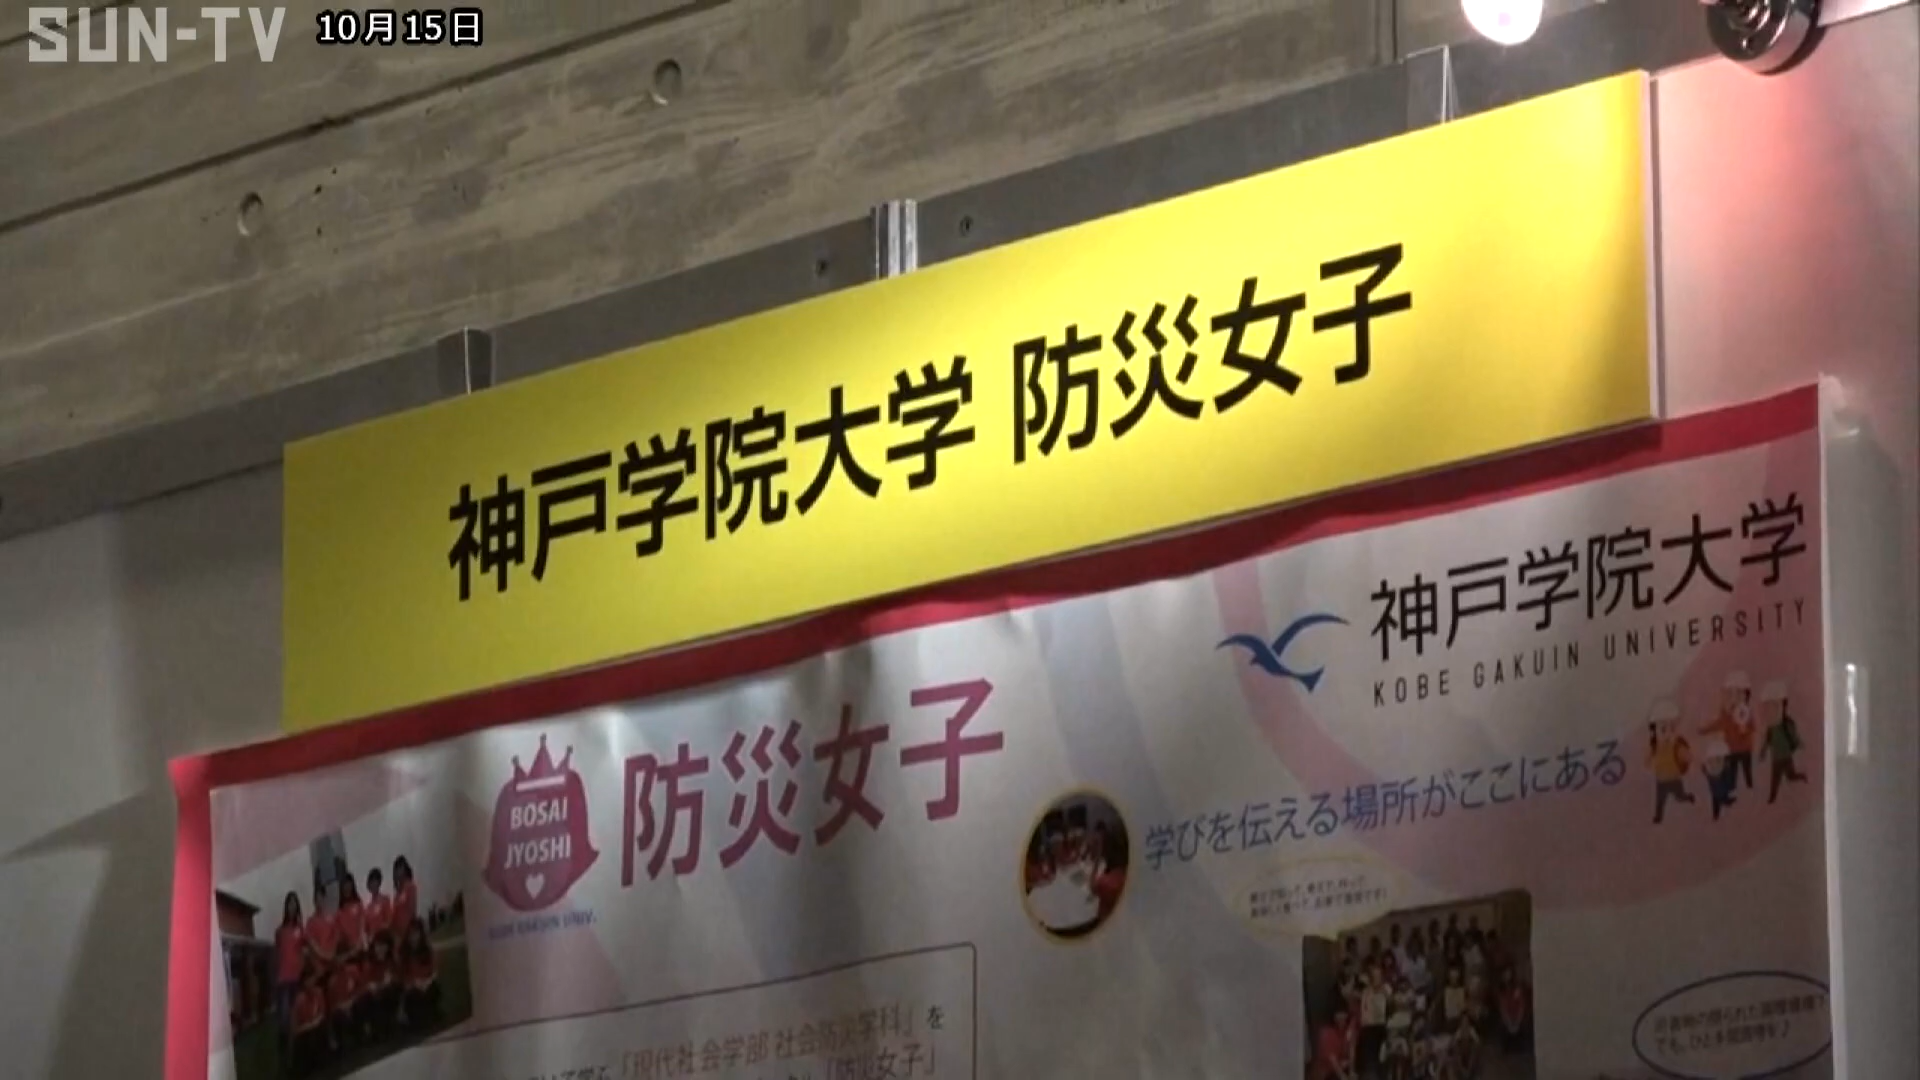 SUN-TV 10月15日
神戸学院大学 防災女子
神戸学院大学
KOBE GAKUIN UNIVERSITY
BOSAI
JYOSHI
防災女子
学びを伝える場所がここにある
「現代社会学部 社会防災学科」を
「防災女子」